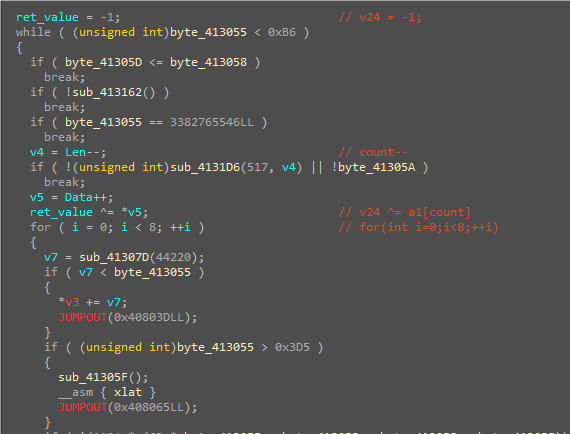 ret_value = -1; // v24 = -1;
while ( (unsigned int)byte_413055 < 0xB6 )
{
if ( byte_41305D <= byte_413058 )
break;
if ( !sub_413162() )
break;
if ( byte_413055 == 3382765546LL )
break;
v4 = Len--; // count--
if ( !(unsigned int)sub_4131D6(517, v4) || !byte_41305A )
break;
v5 = Data++;
ret_value ^= *v5; // v24 ^= a1[count]
for ( i = 0; i < 8; ++i ) // for(int i=0;i<8;++i)
{
v7 = sub_41307D(44220);
if ( v7 < byte_413055 )
{
*v3 += v7;
JUMPOUT(0x40803DLL);
}
if ( (unsigned int)byte_413055 > 0x3D5 )
{
sub_41305F();
__asm { xlat }
JUMPOUT(0x408065LL);
}